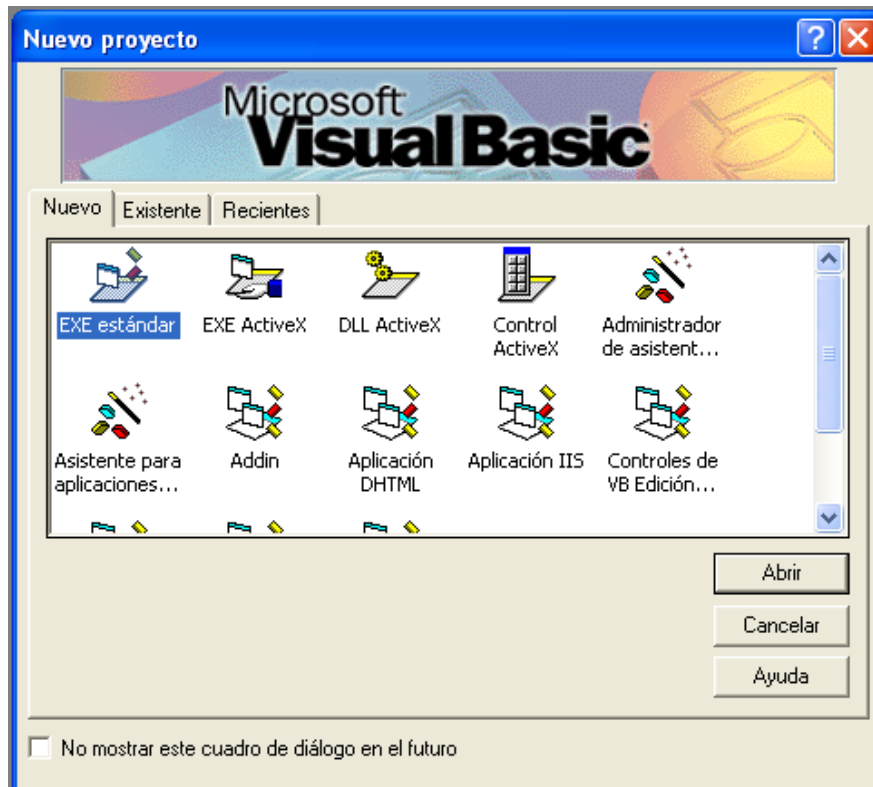 Nuevo proyecto
Microsoft
Visual Basic
Nuevo
Existente
Recientes
EXE estándar
EXE ActiveX
DLL ActiveX
Control
ActiveX
Administrador
de asistent...
Asistente para
aplicaciones...
Addin
Aplicación
DHTML
Aplicación IIS
Controles de
VB Edición...
Abrir
Cancelar
Ayuda
No mostrar este cuadro de diálogo en el futuro